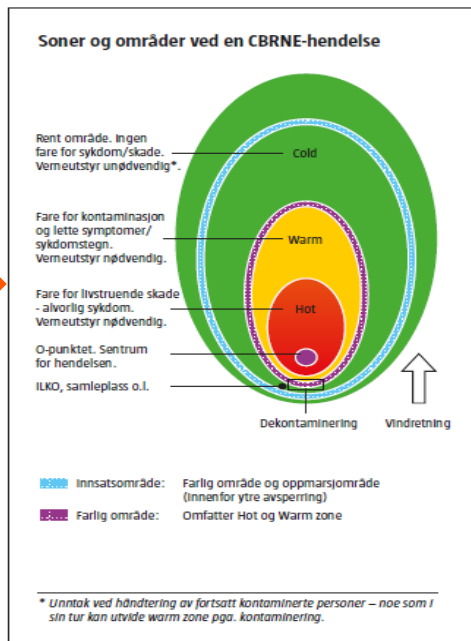 Soner og områder ved en CBRNE-hendelse
Rent område. Ingen
fare for sykdom/skade.
Verneutstyr unødvendig*.
Cold
Fare for kontaminasjon
og lette symptomer/
sykdomstegn.
Verneutstyr nødvendig.
Warm
Fare for livstruende skade
- alvorlig sykdom.
Verneutstyr nødvendig.
Hot
O-punktet. Sentrum
for hendelsen.
ILKO, samleplass o.l.
Dekontaminering
Vindretning
Innsatsområde: Farlig område og oppmarsjområde
(innenfor ytre avsperring)
Farlig område: Omfatter Hot og Warm zone
* Unntak ved håndtering av fortsatt kontaminerte personer – noe som i
sin tur kan utvide warm zone pga. kontaminering.